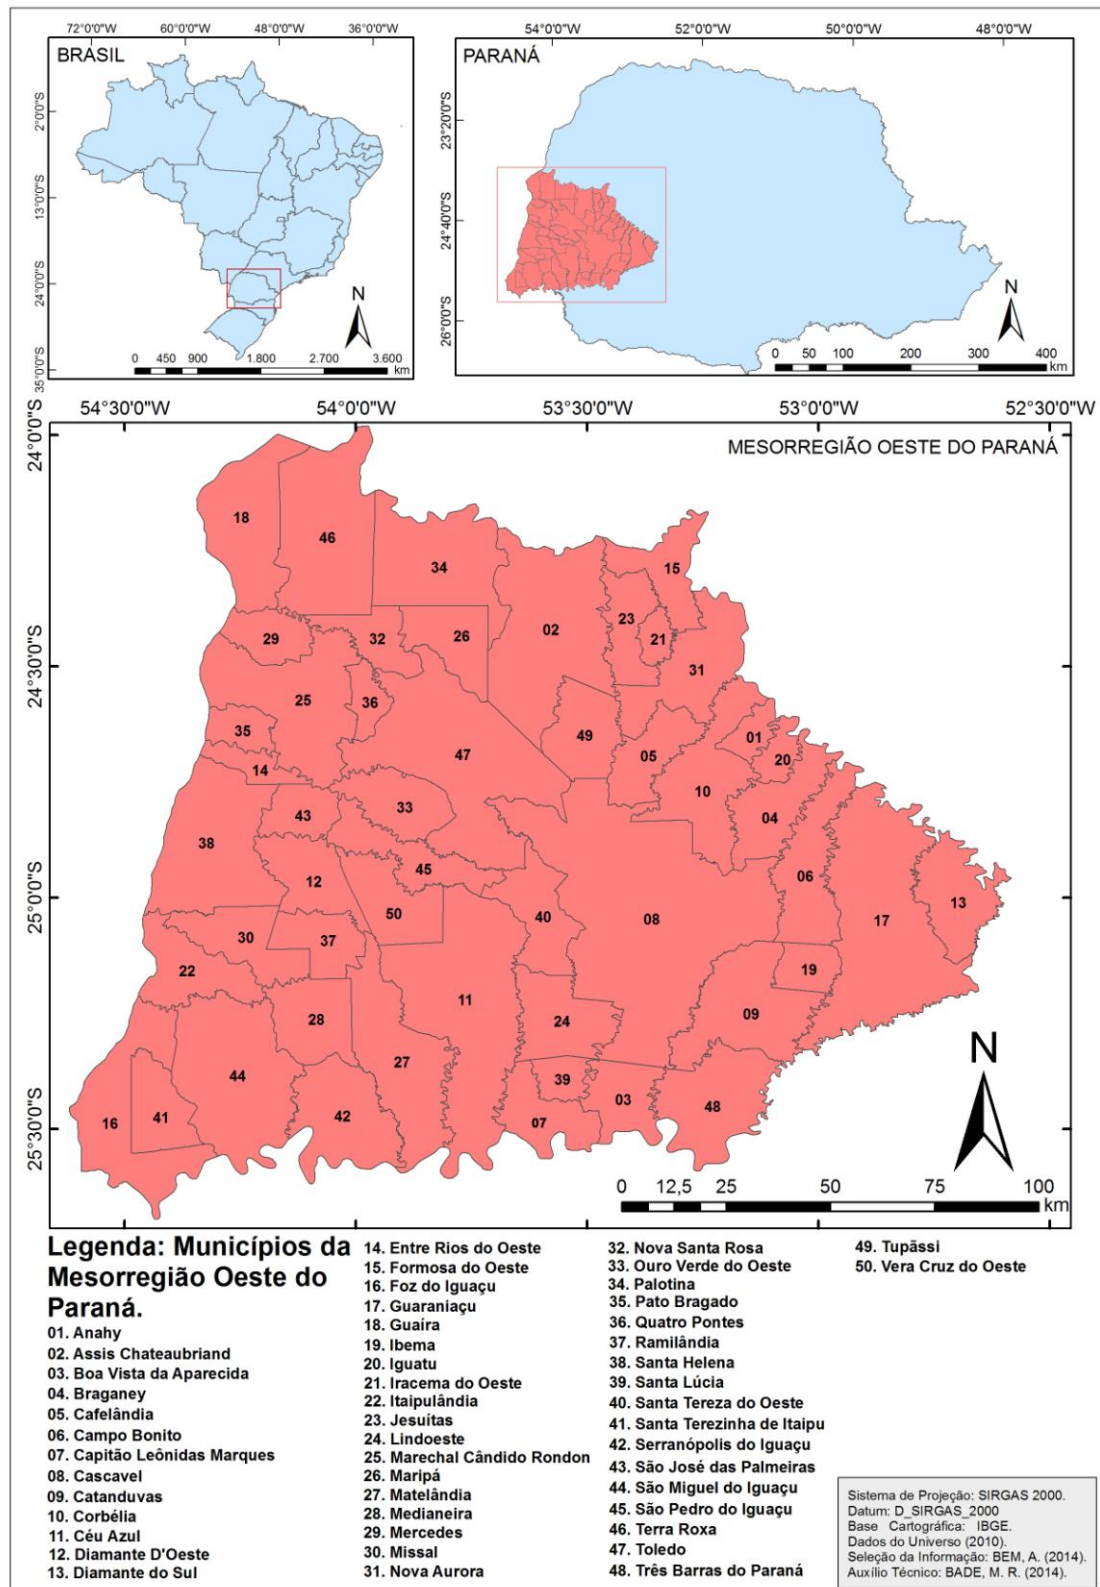 72°0'0"W 60°0'0"W 48°0'0"W 36°0'0"W
BRASIL
2°0'0"S
13°0'0"S
24°0'0"S
35°0'0"S
N
0 450 900 1.800 2.700 3.600
km
54°0'0"W 52°0'0"W 50°0'0"W 48°0'0"W
PARANÁ
23°20'0"S
24°40'0"S
26°0'0"S
N
0 50 100 200 300 400
km
54°30'0"W 54°0'0"W 53°30'0"W 53°0'0"W 52°30'0"W
MESORREGIÃO OESTE DO PARANÁ
24°0'0"S
24°30'0"S
25°0'0"S
25°30'0"S
18
46
34
15
23
02
26
32
29
21
31
25
36
35
49
01
47
05
20
14
10
33
43
04
38
45
06
12
13
50
40
08
17
30
37
22
19
11
09
24
28
27
44
39
03
48
41
42
16
07
N
0 12,5 25 50 75 100
km
Legenda: Municípios da
Mesorregião Oeste do
Paraná.
01. Anahy
02. Assis Chateaubriand
03. Boa Vista da Aparecida
04. Braganey
05. Cafelândia
06. Campo Bonito
07. Capitão Leônidas Marques
08. Cascavel
09. Catanduvas
10. Corbélia
11. Céu Azul
12. Diamante D'Oeste
13. Diamante do Sul
14. Entre Rios do Oeste
15. Formosa do Oeste
16. Foz do Iguaçu
17. Guaraniaçu
18. Guaíra
19. Ibema
20. Iguatu
21. Iracema do Oeste
22. Itaipulândia
23. Jesuítas
24. Lindoeste
25. Marechal Cândido Rondon
26. Maripá
27. Matelândia
28. Medianeira
29. Mercedes
30. Missal
31. Nova Aurora
32. Nova Santa Rosa
33. Ouro Verde do Oeste
34. Palotina
35. Pato Bragado
36. Quatro Pontes
37. Ramilândia
38. Santa Helena
39. Santa Lúcia
40. Santa Tereza do Oeste
41. Santa Terezinha de Itaipu
42. Serranópolis do Iguaçu
43. São José das Palmeiras
44. São Miguel do Iguaçu
45. São Pedro do Iguaçu
46. Terra Roxa
47. Toledo
48. Três Barras do Paraná
49. Tupãssi
50. Vera Cruz do Oeste
Sistema de Projeção: SIRGAS 2000.
Datum: D_SIRGAS_2000
Base Cartográfica: IBGE.
Dados do Universo (2010).
Seleção da Informação: BEM, A. (2014).
Auxílio Técnico: BADE, M. R. (2014).